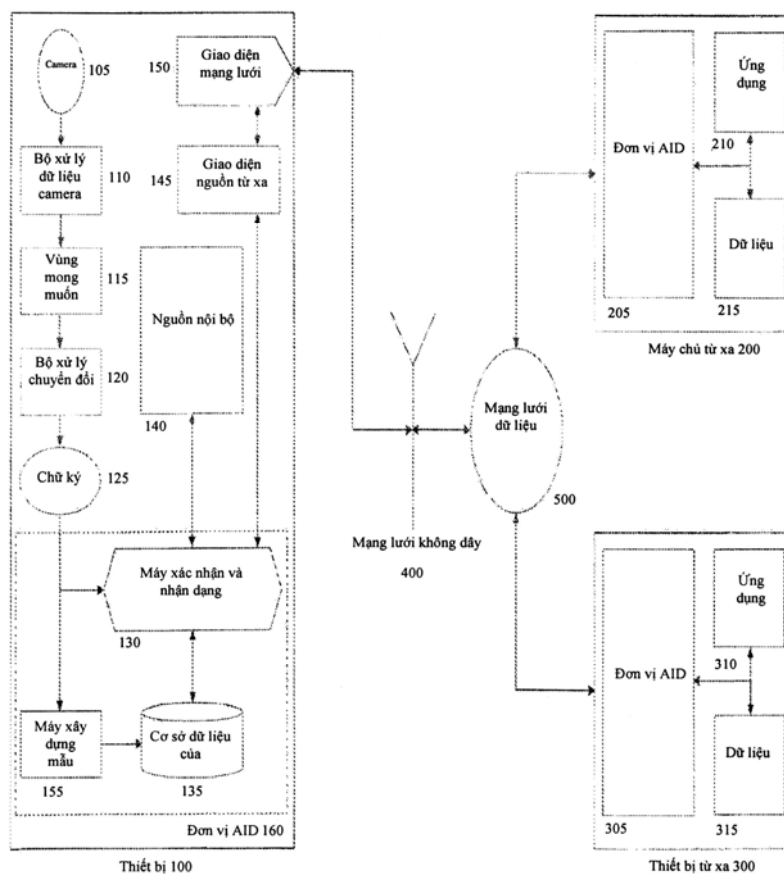 Camera
105
Bộ xử lý
dữ liệu
camera
110
Vùng
mong
muốn
115
Bộ xử lý
chuyển đổi
120
Chữ ký
125
150
Giao diện
mạng lưới
145
Giao diện
nguồn từ xa
Nguồn nội bộ
140
Máy xác nhận và
nhận dạng
130
Máy xây
dựng
mẫu
155
Cơ sở dữ liệu
của
135
Đơn vị AID 160
Thiết bị 100
Mạng lưới không dây
400
Mạng lưới
dữ liệu
500
Đơn vị AID
205
Ứng
dụng
210
Dữ liệu
215
Máy chủ từ xa 200
Đơn vị AID
305
Ứng
dụng
310
Dữ liệu
315
Thiết bị từ xa 300